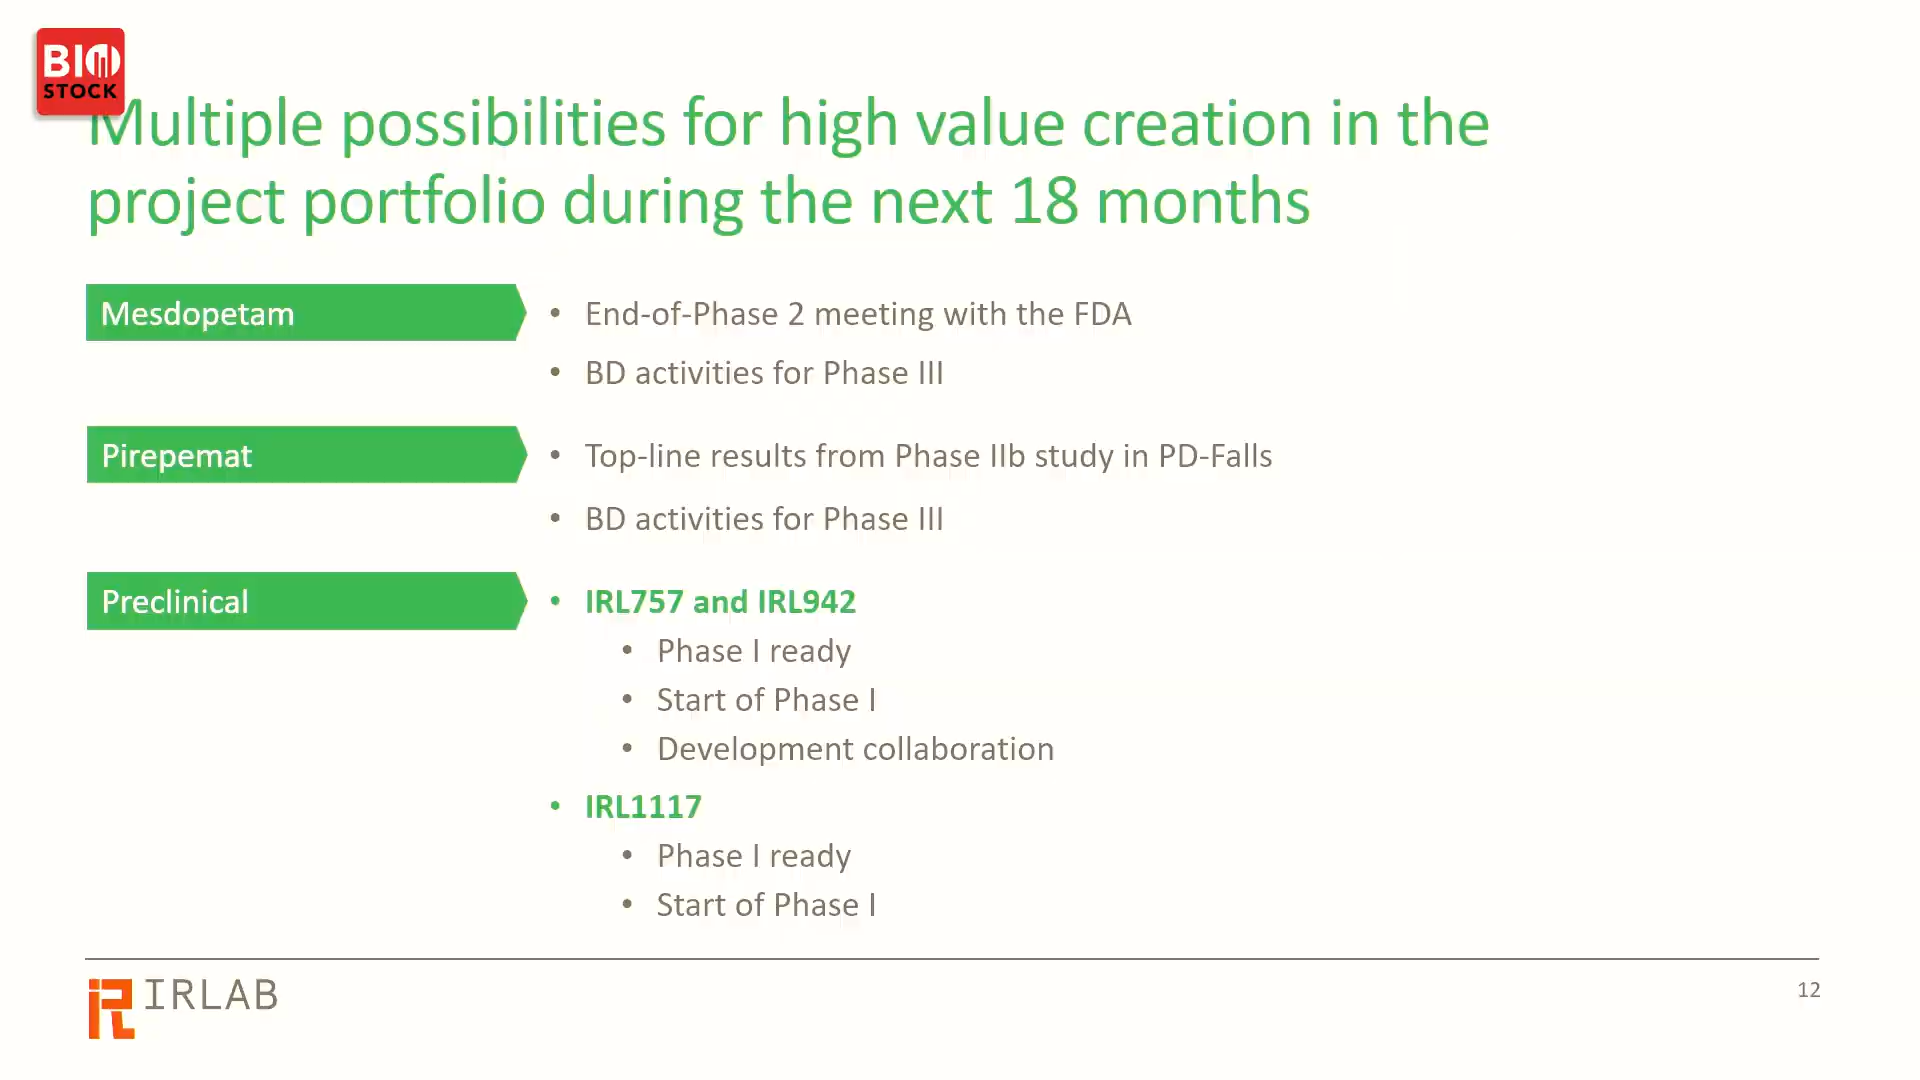 BIO
STOCK
Multiple possibilities for high value creation in the
project portfolio during the next 18 months
Mesdopetam
• End-of-Phase 2 meeting with the FDA
• BD activities for Phase III
Pirepemat
• Top-line results from Phase IIb study in PD-Falls
• BD activities for Phase III
Preclinical
• IRL757 and IRL942
• Phase I ready
• Start of Phase I
• Development collaboration
• IRL1117
• Phase I ready
• Start of Phase I
IRLAB
12